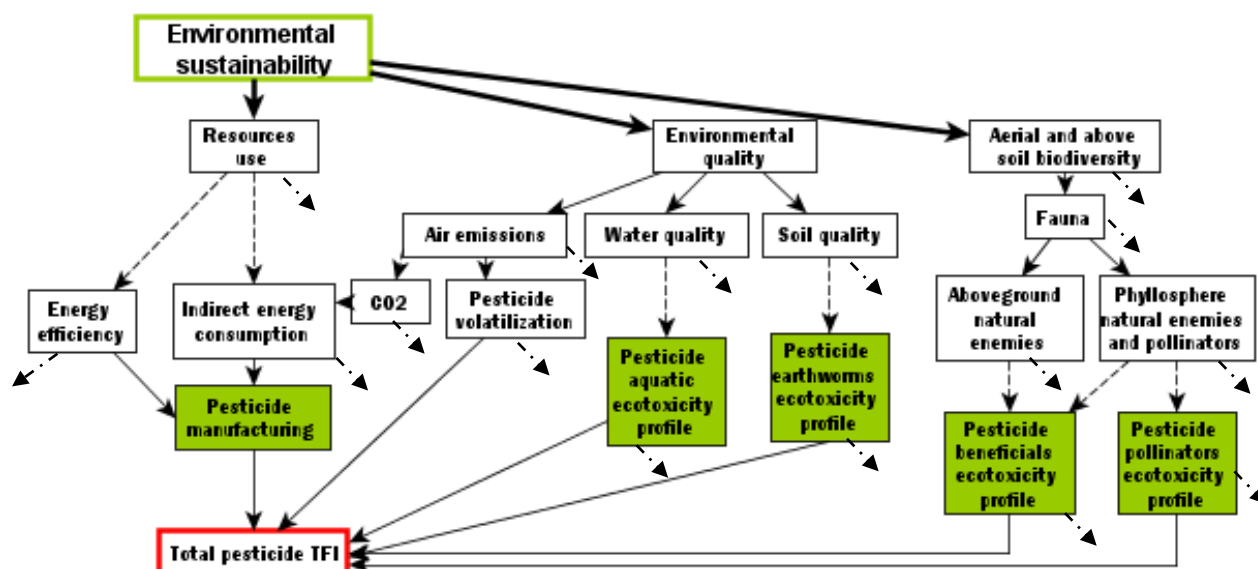 Environmental
sustainability
Resources
use
Environmental
quality
Aerial and above
soil biodiversity
Air emissions
Water quality
Soil quality
Fauna
Energy
efficiency
Indirect energy
consumption
CO2
Pesticide
volatilization
Aboveground
natural
enemies
Phyllosphere
natural enemies
and pollinators
Pesticide
manufacturing
Pesticide
aquatic
ecotoxicity
profile
Pesticide
earthworms
ecotoxicity
profile
Pesticide
beneficials
ecotoxicity
profile
Pesticide
pollinators
ecotoxicity
profile
Total pesticide TFI